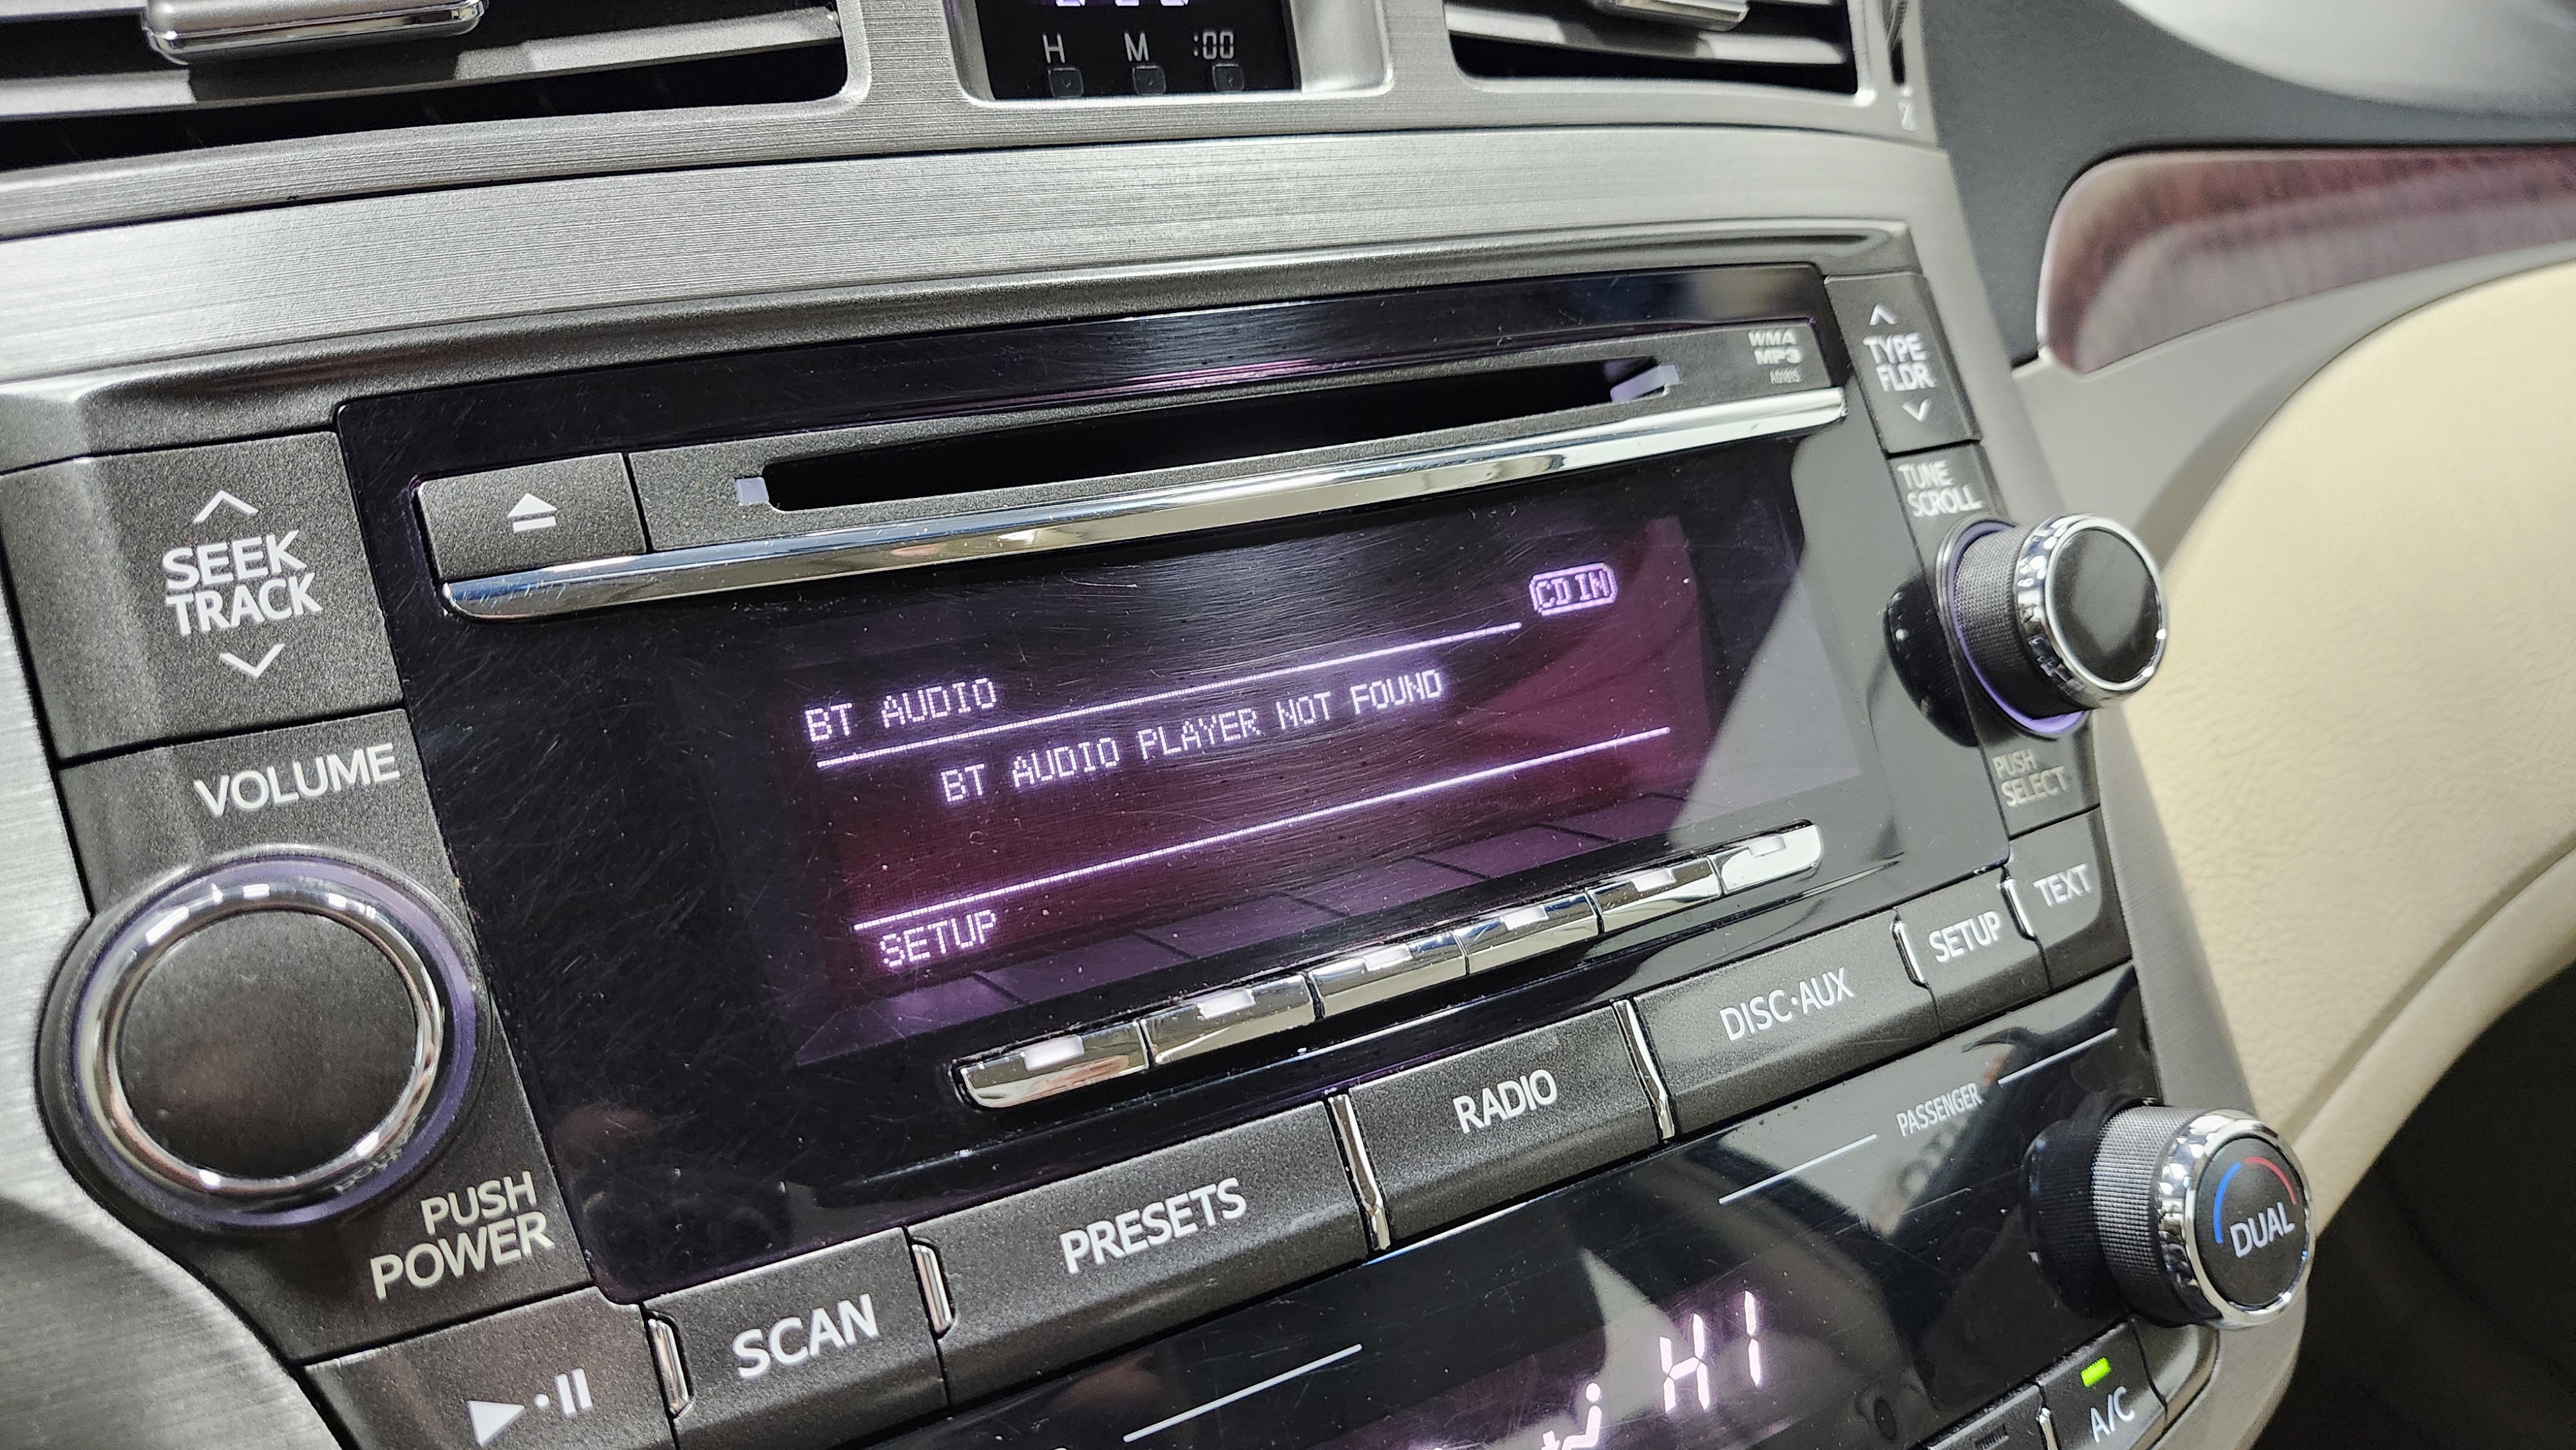 H M :00
WMA
MP3
A01815
TYPE
FLDR
SEEK
TRACK
TUNE
SCROLL
CD IN
BT AUDIO
BT AUDIO PLAYER NOT FOUND
SETUP
VOLUME
PUSH
SELECT
PUSH
POWER
SCAN
PRESETS
RADIO
DISC·AUX
SETUP
TEXT
PASSENGER
DUAL
HI
A/C